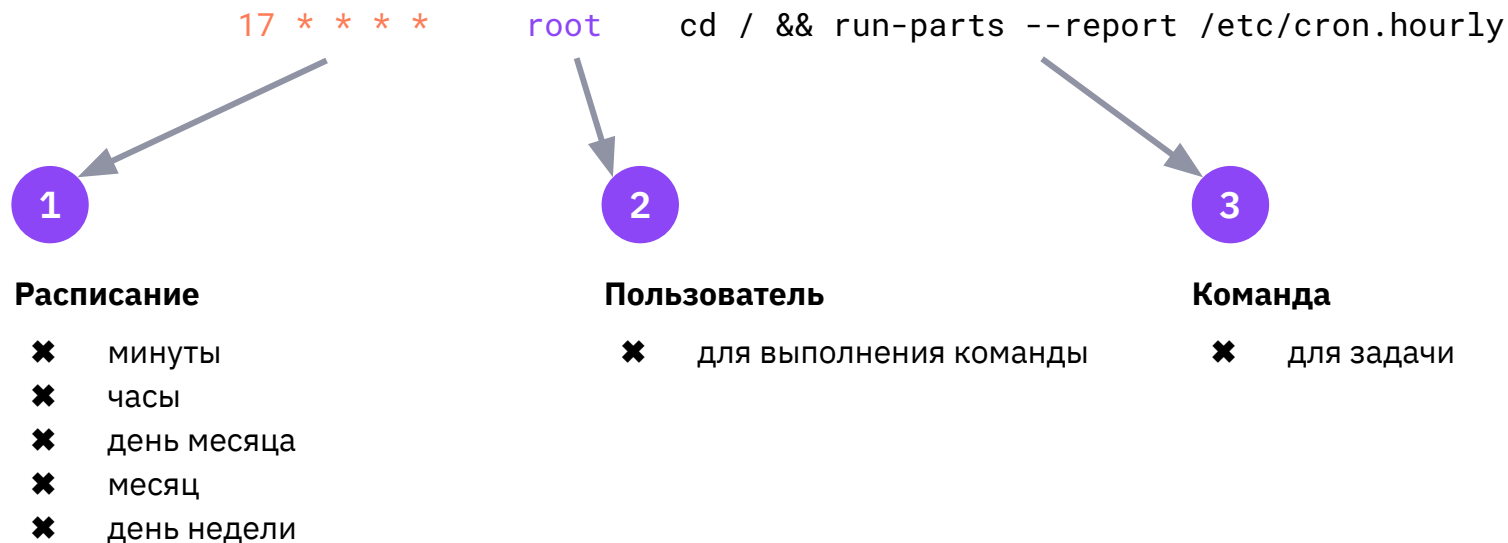 17 * * * * root cd / && run-parts --report /etc/cron.hourly
1
2
3
Расписание
✖ минуты
✖ часы
✖ день месяца
✖ месяц
✖ день недели
Пользователь
✖ для выполнения команды
Команда
✖ для задачи